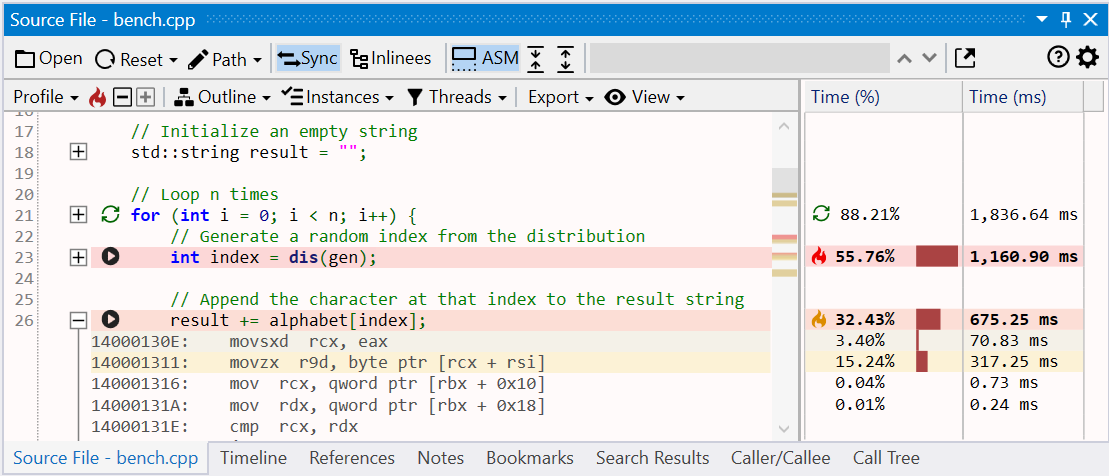 Source File - bench.cpp
Open Reset Path Sync Inlinees ASM
Profile Outline Instances Threads Export View Time (%) Time (ms)
17 // Initialize an empty string
18 std::string result = "";
19
20 // Loop n times
21 for (int i = 0; i < n; i++) { 88.21% 1,836.64 ms
22 // Generate a random index from the distribution
23 int index = dis(gen); 55.76% 1,160.90 ms
24
25 // Append the character at that index to the result string
26 result += alphabet[index]; 32.43% 675.25 ms
14000130E: movsxd rcx, eax 3.40% 70.83 ms
140001311: movzx r9d, byte ptr [rcx + rsi] 15.24% 317.25 ms
140001316: mov rcx, qword ptr [rbx + 0x10] 0.04% 0.73 ms
14000131A: mov rdx, qword ptr [rbx + 0x18] 0.01% 0.24 ms
14000131E: cmp rcx, rdx
Source File - bench.cpp Timeline References Notes Bookmarks Search Results Caller/Callee Call Tree